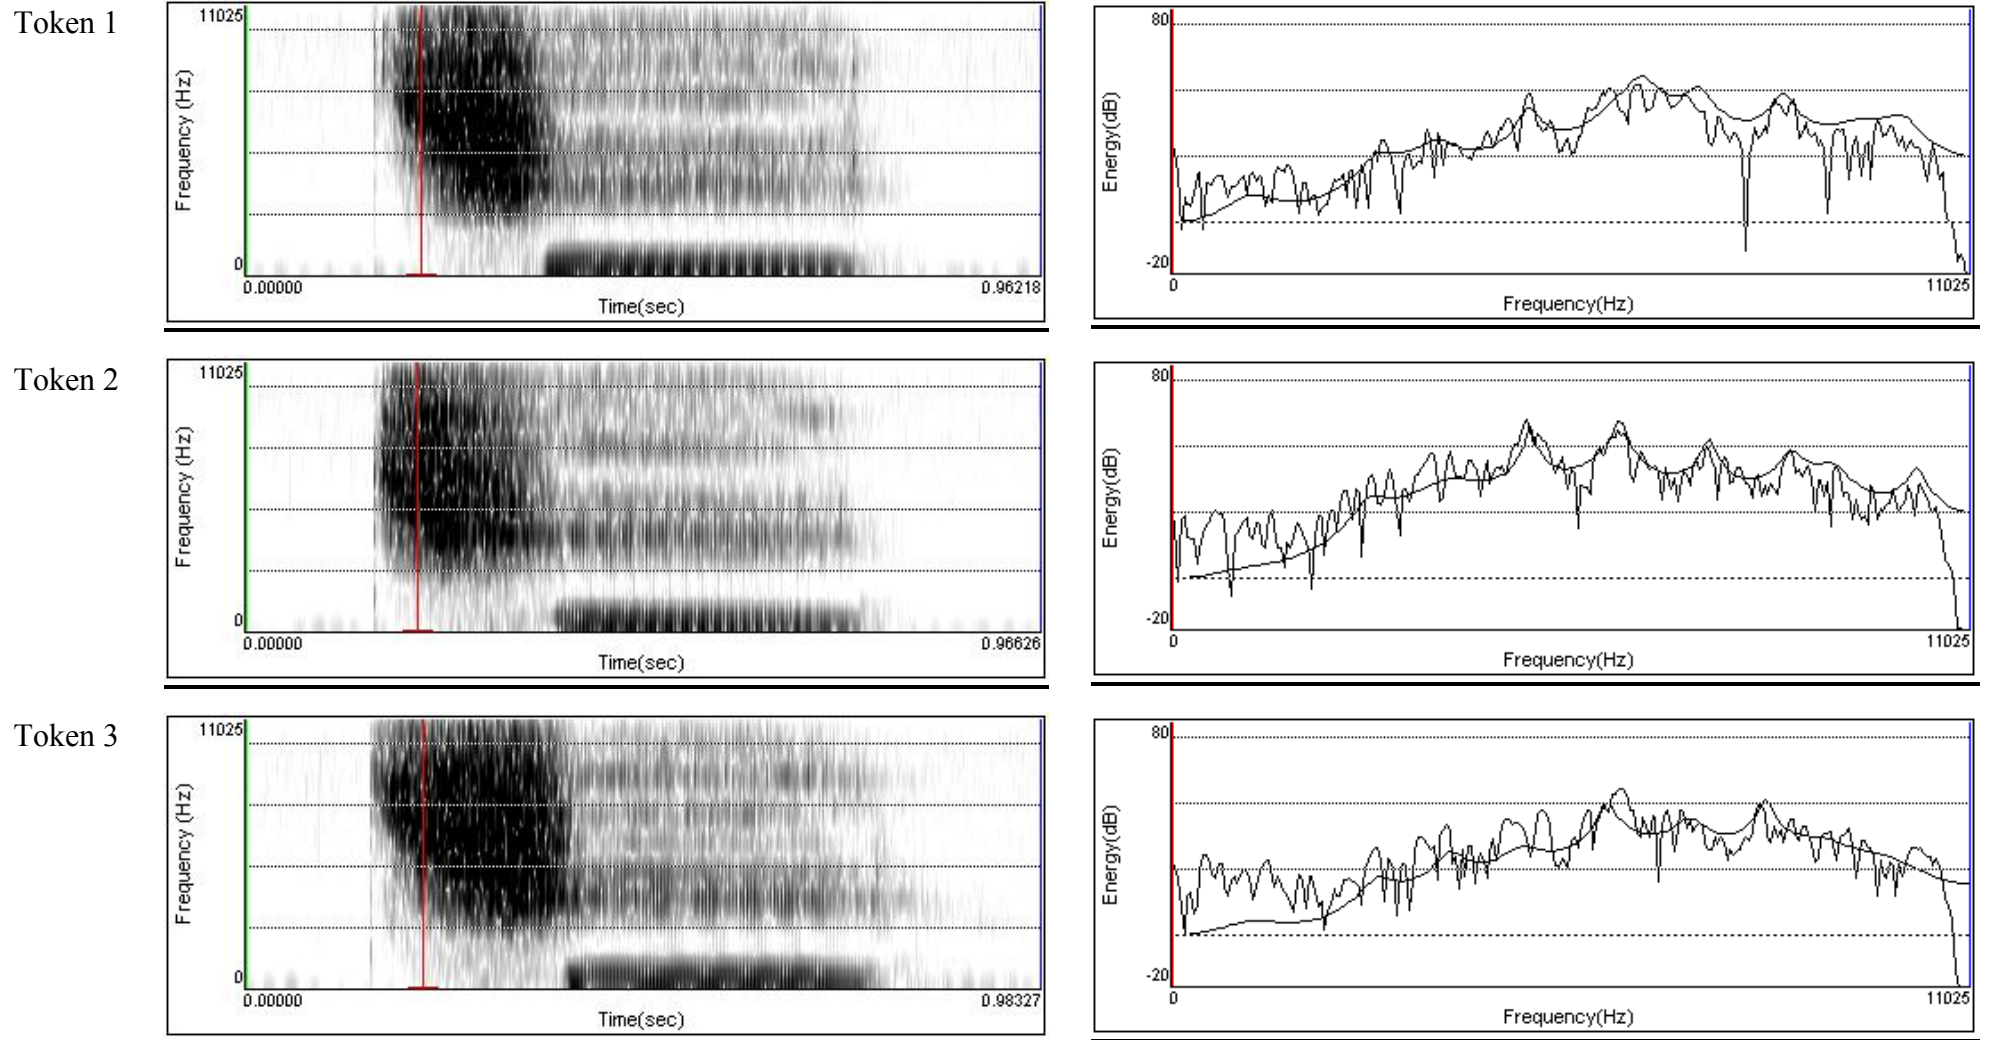 Token 1
11025
Frequency (Hz)
0
0.00000
0.96218
Time(sec)
80
Energy(dB)
-20
0
11025
Frequency(Hz)
Token 2
11025
Frequency (Hz)
0
0.00000
0.96626
Time(sec)
80
Energy(dB)
-20
0
11025
Frequency(Hz)
Token 3
11025
Frequency (Hz)
0
0.00000
0.98327
Time(sec)
80
Energy(dB)
-20
0
11025
Frequency(Hz)